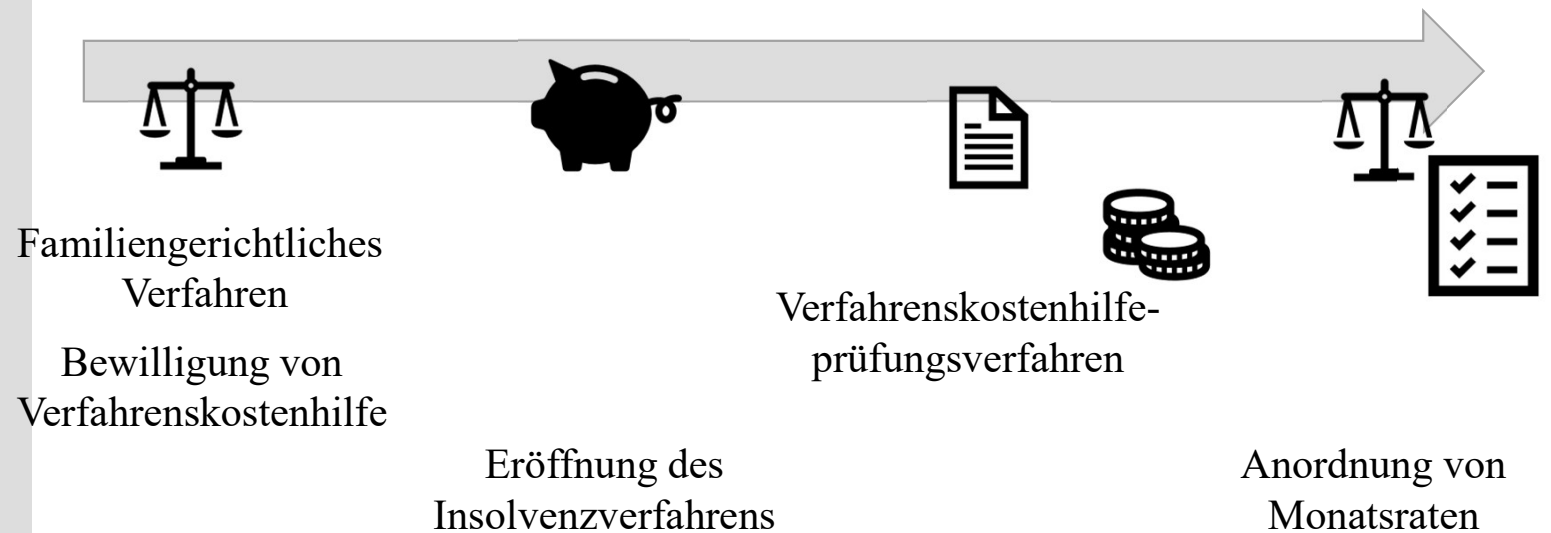 Familiengerichtliches
Verfahren
Bewilligung von
Verfahrenskostenhilfe
Eröffnung des
Insolvenzverfahrens
Verfahrenskostenhilfe-
prüfungsverfahren
Anordnung von
Monatsraten